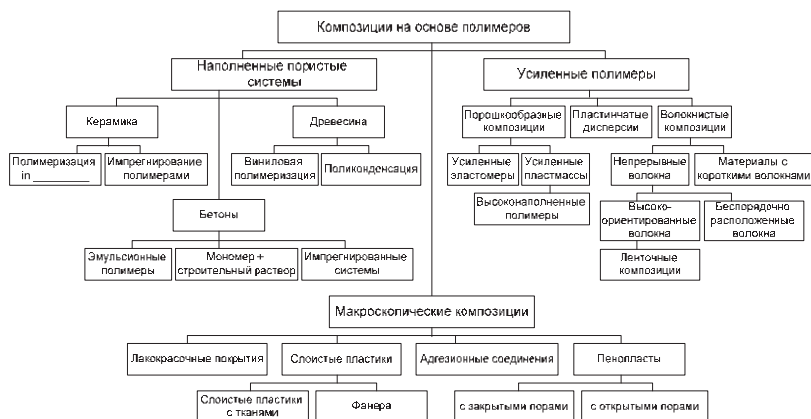 Композиции на основе полимеров
Наполненные пористые
системы
Усиленные полимеры
Керамика
Древесина
Порошкообразные
композиции
Пластинчатые
дисперсии
Волокнистые
композиции
Полимеризация
in _________
Импрегнирование
полимерами
Виниловая
полимеризация
Поликонденсация
Усиленные
эластомеры
Усиленные
пластмассы
Непрерывные
волокна
Материалы с
короткими волокнами
Высоконаполненные
полимеры
Бетоны
Высоко-
ориентированные
волокна
Беспорядочно
расположенные
волокна
Эмульсионные
полимеры
Мономер +
строительный раствор
Импрегнированные
системы
Ленточные
композиции
Макроскопические композиции
Лакокрасочные покрытия
Слоистые пластики
Адгезионные соединения
Пенопласты
Слоистые пластики
с тканями
Фанера
с закрытыми порами
с открытыми порами